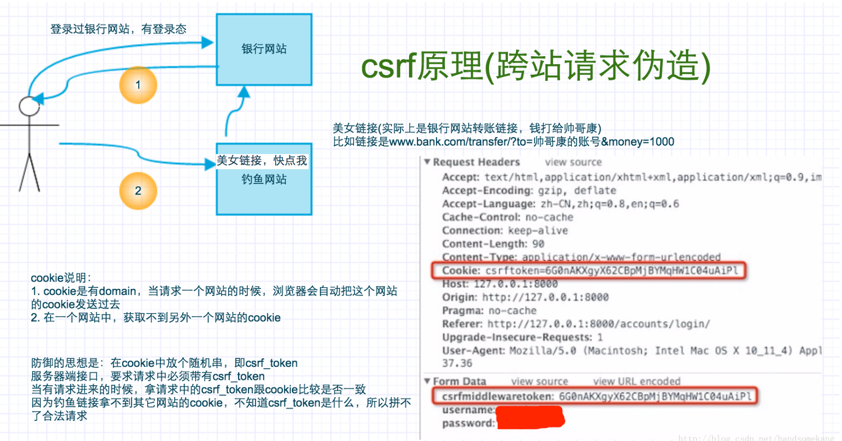 登录过银行网站，有登录态
银行网站
csrf原理(跨站请求伪造)
1
美女链接(实际上是银行网站转账链接，钱打给帅哥康)
比如链接是www.bank.com/transfer/?to=帅哥康的账号&money=1000
美女链接，快点我
钓鱼网站
2
Request Headers view source
Accept: text/html,application/xhtml+xml,application/xml;q=0.9,im
Accept-Encoding: gzip, deflate
Accept-Language: zh-CN,zh;q=0.8,en;q=0.6
Cache-Control: no-cache
Connection: keep-alive
Content-Length: 90
Content-Type: application/x-www-form-urlencoded
Cookie: csrftoken=6G0nAKXgyX62CBpMjBYMqHW1C04uAiPl
Host: 127.0.0.1:8000
Origin: http://127.0.0.1:8000
Pragma: no-cache
Referer: http://127.0.0.1:8000/accounts/login/
Upgrade-Insecure-Requests: 1
User-Agent: Mozilla/5.0 (Macintosh; Intel Mac OS X 10_11_4) Appl
37.36
Form Data view source view URL encoded
csrfmiddlewaretoken: 6G0nAKXgyX62CBpMjBYMqHW1C04uAiPl
username:
password:
cookie说明：
1. cookie是有domain，当请求一个网站的时候，浏览器会自动把这个网站
的cookie发送过去
2. 在一个网站中，获取不到另外一个网站的cookie
防御的思想是：在cookie中放个随机串，即csrf_token
服务器端接口，要求请求中必须带有csrf_token
当有请求进来的时候，拿请求中的csrf_token跟cookie比较是否一致
因为钓鱼链接拿不到其它网站的cookie，不知道csrf_token是什么，所以拼不
了合法请求
http://blog.csdn.net/handsomekang